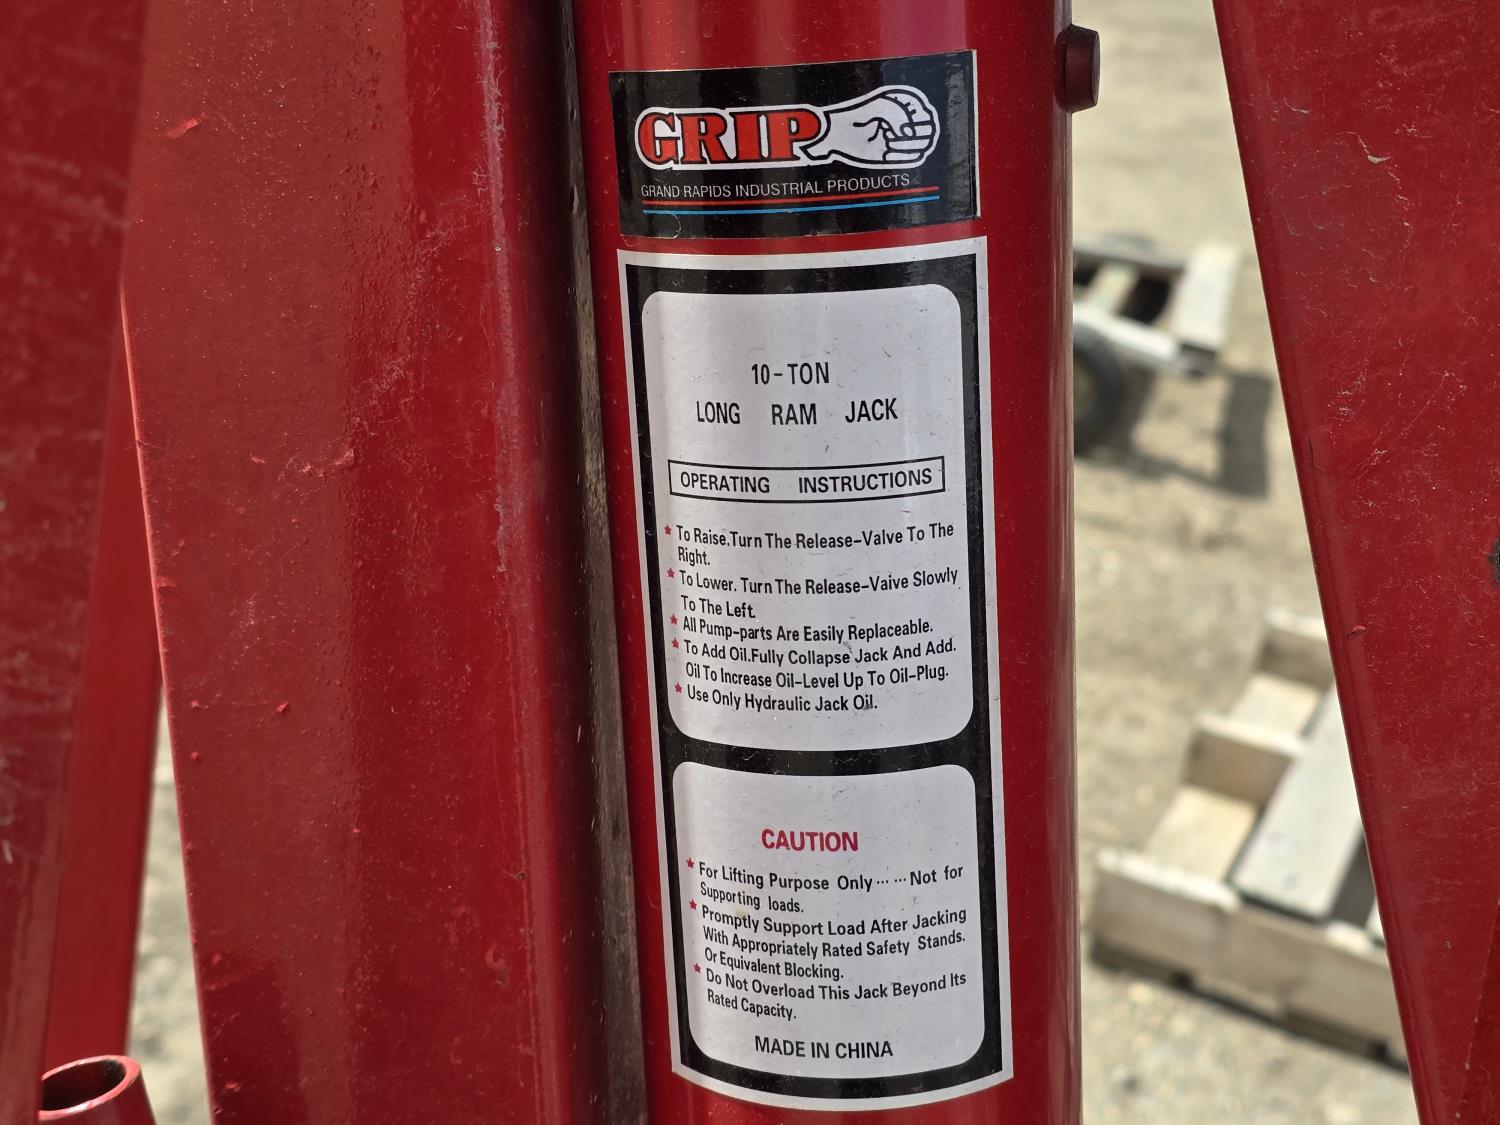 GRIP
GRAND RAPIDS INDUSTRIAL PRODUCTS
10-TON
LONG RAM JACK
OPERATING INSTRUCTIONS
★ To Raise.Turn The Release-Valve To The
Right.
★ To Lower. Turn The Release-Vaive Slowly
To The Left.
★ All Pump-parts Are Easily Replaceable.
★ To Add Oil.Fully Collapse Jack And Add.
Oil To Increase Oil-Level Up To Oil-Plug.
★ Use Only Hydraulic Jack Oil.
CAUTION
★ For Lifting Purpose Only ··· ··· Not for
Supporting loads.
★ Promptly Support Load After Jacking
With Appropriately Rated Safety Stands.
Or Equivalent Blocking.
★ Do Not Overload This Jack Beyond Its
Rated Capacity.
MADE IN CHINA